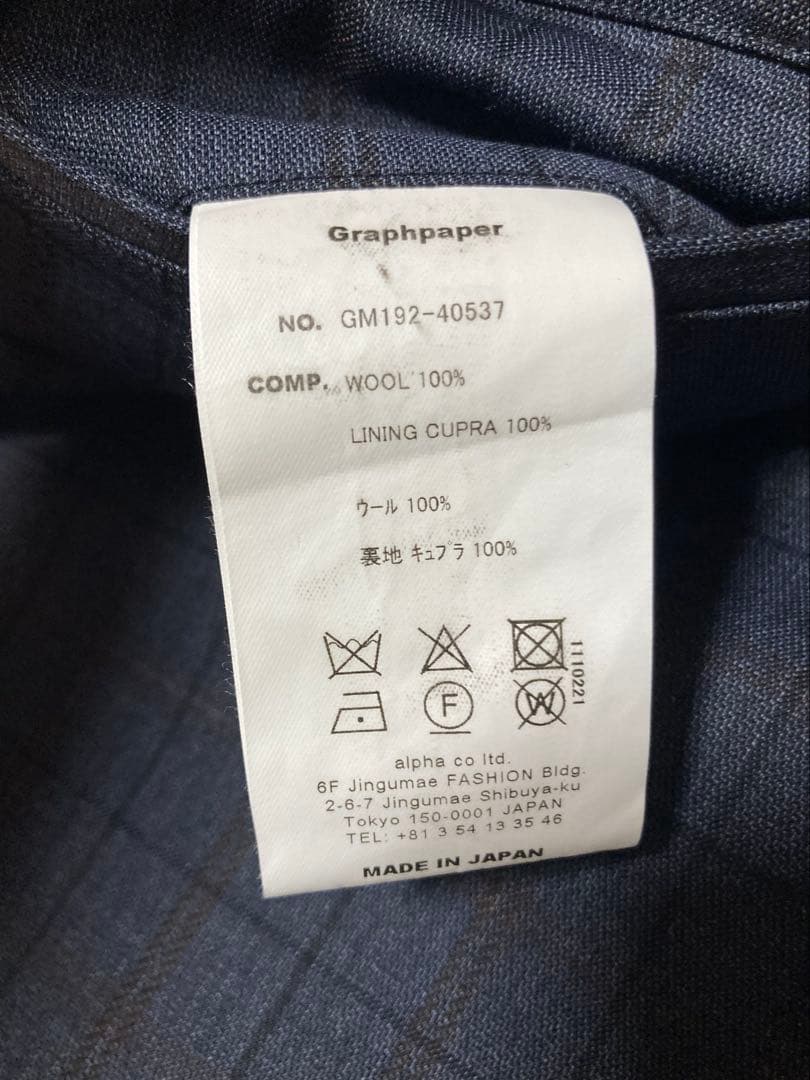 Graphpaper
NO. GM192-40537
COMP. WOOL 100%
LINING CUPRA 100%
ウール 100%
裏地 キュプラ 100%
1110221
F
W
alpha co ltd.
6F Jingumae FASHION Bldg.
2-6-7 Jingumae Shibuya-ku
Tokyo 150-0001 JAPAN
TEL: +81 3 54 13 35 46
MADE IN JAPAN